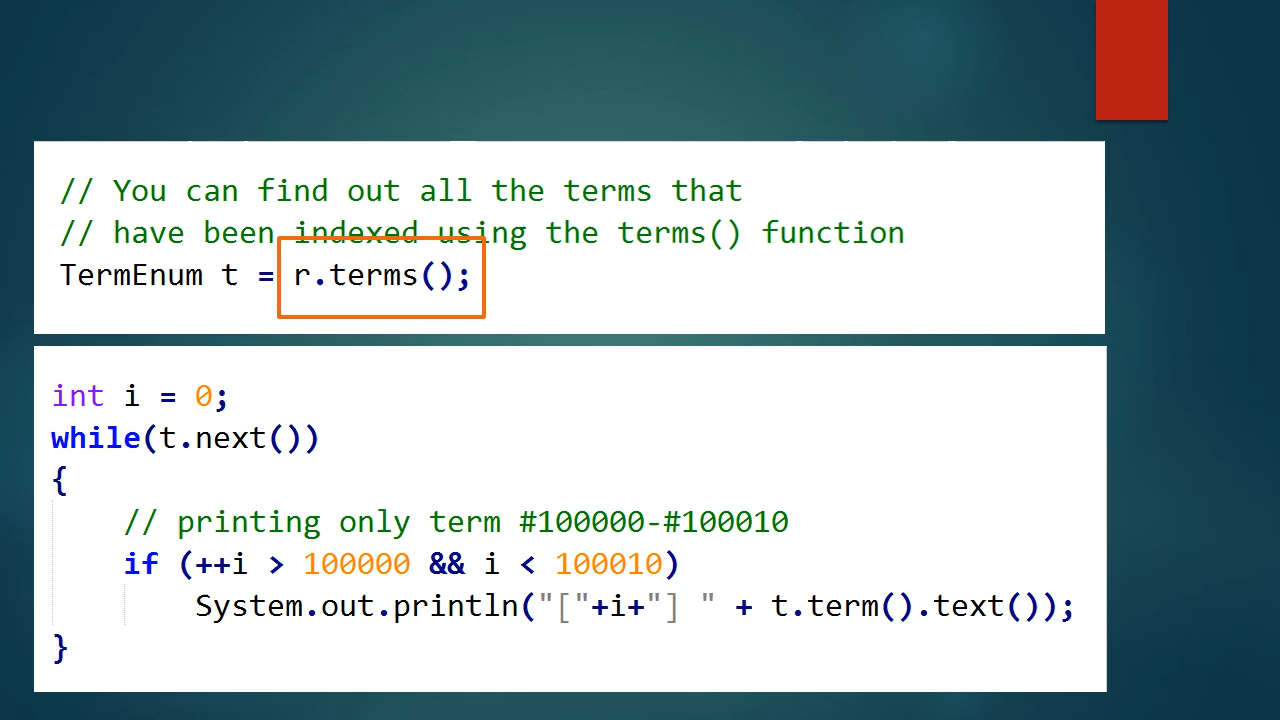 // You can find out all the terms that
// have been indexed using the terms() function
TermEnum t = r.terms();
int i = 0;
while(t.next())
{
// printing only term #100000-#100010
if (++i > 100000 && i < 100010)
System.out.println("["+i+"] " + t.term().text());
}